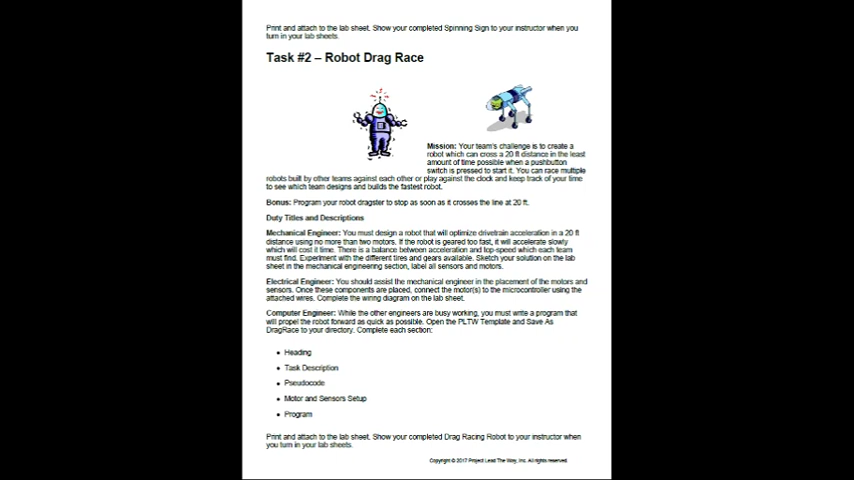 Print and attach to the lab sheet. Show your completed Spinning Sign to your instructor when you
turn in your lab sheets.
Task #2 – Robot Drag Race
Mission: Your team's challenge is to create a
robot which can cross a 20 ft distance in the least
amount of time possible when a pushbutton
switch is pressed to start it. You can race multiple
robots built by other teams against each other or play against the clock and keep track of your time
to see which team designs and builds the fastest robot.
Bonus: Program your robot dragster to stop as soon as it crosses the line at 20 ft.
Duty Titles and Descriptions
Mechanical Engineer: You must design a robot that will optimize drivetrain acceleration in a 20 ft
distance using no more than two motors. If the robot is geared too fast, it will accelerate slowly
which will cost it time. There is a balance between acceleration and top-speed which each team
must find. Experiment with the different tires and gears available. Sketch your solution on the lab
sheet in the mechanical engineering section, label all sensors and motors.
Electrical Engineer: You should assist the mechanical engineer in the placement of the motors and
sensors. Once these components are placed, connect the motor(s) to the microcontroller using the
attached wires. Complete the wiring diagram on the lab sheet.
Computer Engineer: While the other engineers are busy working, you must write a program that
will propel the robot forward as quick as possible. Open the PLTW Template and Save As
DragRace to your directory. Complete each section:
• Heading
• Task Description
• Pseudocode
• Motor and Sensors Setup
• Program
Print and attach to the lab sheet. Show your completed Drag Racing Robot to your instructor when
you turn in your lab sheets.
Copyright © 2017 Project Lead The Way, Inc. All rights reserved.